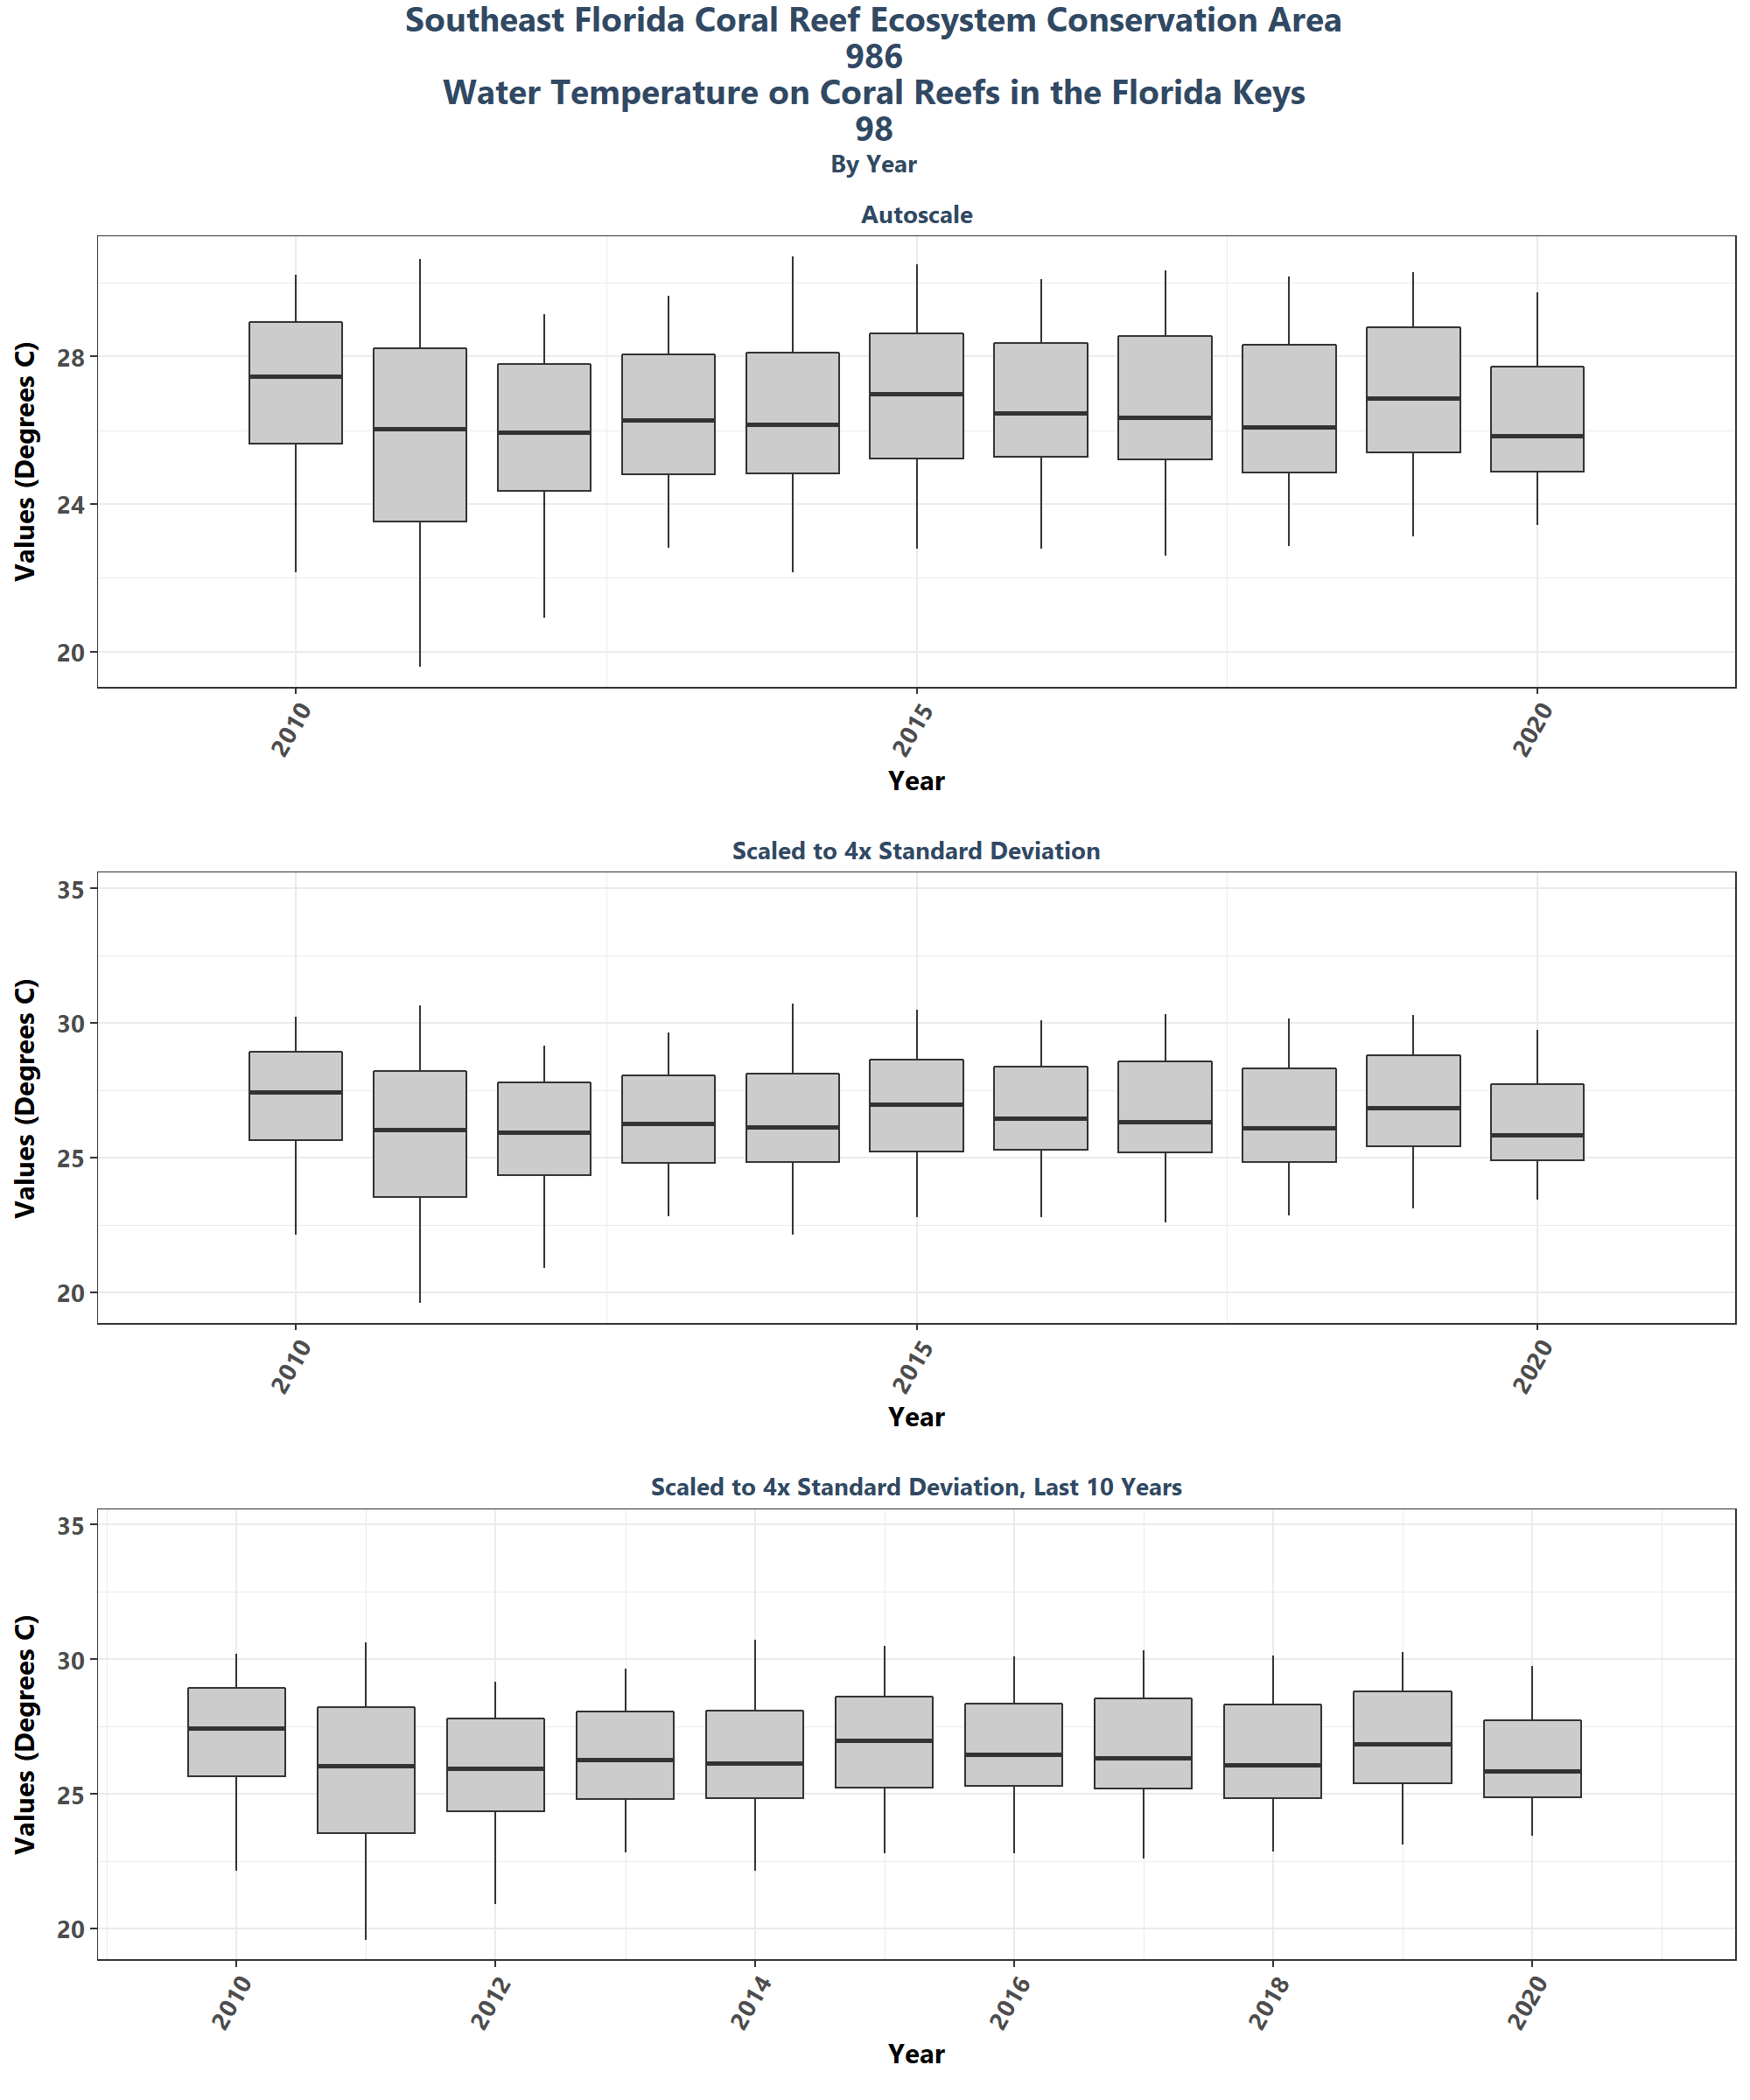 Southeast Florida Coral Reef Ecosystem Conservation Area
986
Water Temperature on Coral Reefs in the Florida Keys
98
By Year
Autoscale
Values (Degrees C)
28
24
20
2010
2015
2020
Year
Scaled to 4x Standard Deviation
Values (Degrees C)
35
30
25
20
2010
2015
2020
Year
Scaled to 4x Standard Deviation, Last 10 Years
Values (Degrees C)
35
30
25
20
2010
2012
2014
2016
2018
2020
Year